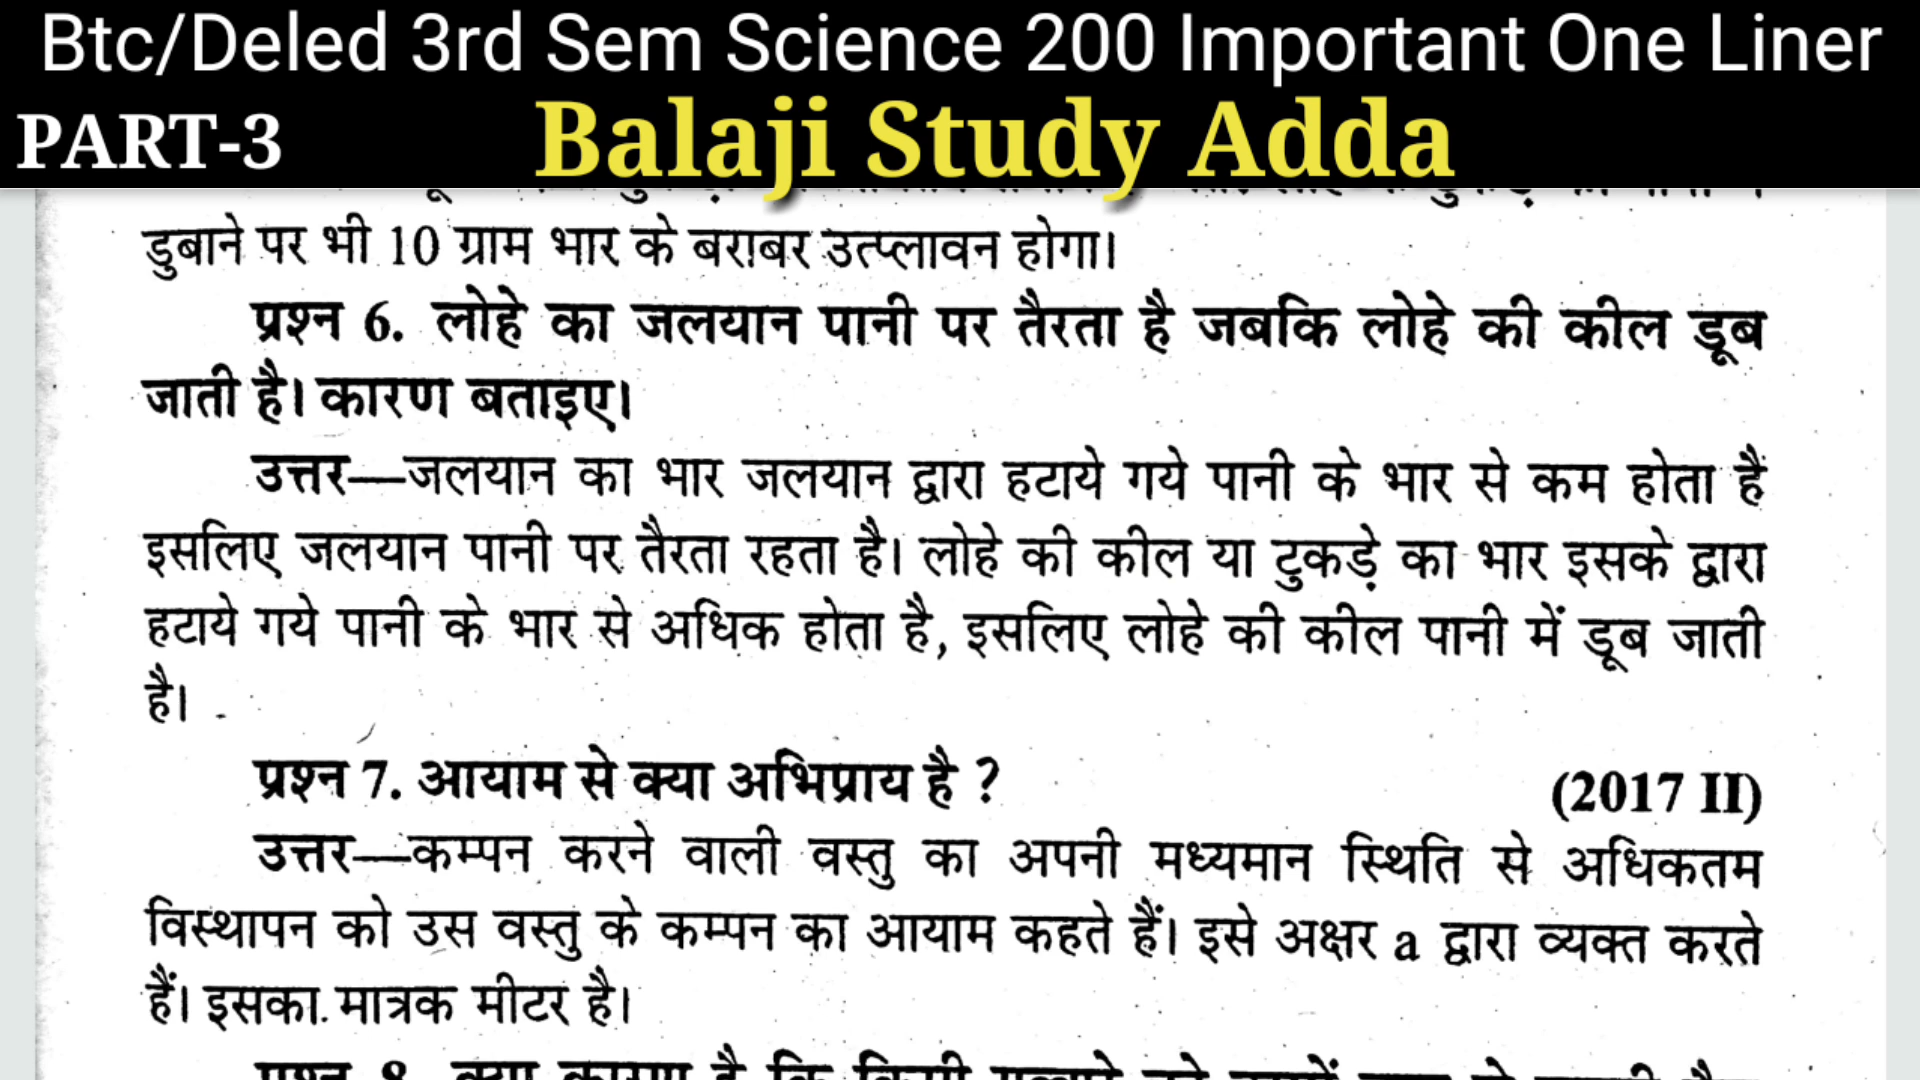 Btc/Deled 3rd Sem Science 200 Important One Liner
PART-3 Balaji Study Adda
डुबाने पर भी 10 ग्राम भार के बराबर उत्प्लावन होगा।
प्रश्न 6. लोहे का जलयान पानी पर तैरता है जबकि लोहे की कील डूब
जाती है। कारण बताइए।
उत्तर—जलयान का भार जलयान द्वारा हटाये गये पानी के भार से कम होता है
इसलिए जलयान पानी पर तैरता रहता है। लोहे की कील या टुकड़े का भार इसके द्वारा
हटाये गये पानी के भार से अधिक होता है, इसलिए लोहे की कील पानी में डूब जाती
है।
प्रश्न 7. आयाम से क्या अभिप्राय है ? (2017 II)
उत्तर—कम्पन करने वाली वस्तु का अपनी मध्यमान स्थिति से अधिकतम
विस्थापन को उस वस्तु के कम्पन का आयाम कहते हैं। इसे अक्षर a द्वारा व्यक्त करते
हैं। इसका मात्रक मीटर है।
प्रश्न 8. क्या कारण है कि किसी